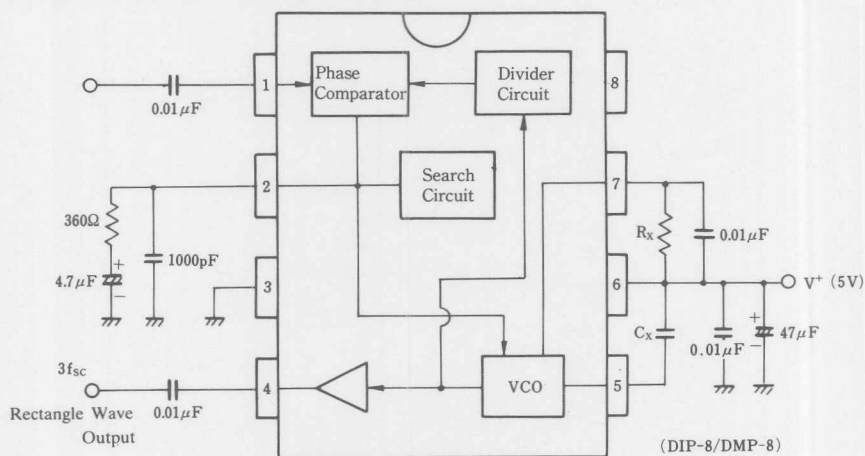 1
Phase
Comparator
Divider
Circuit
8
0.01μF
2
Search
Circuit
7
360Ω
1000pF
Rx
0.01μF
4.7μF
+
−
3
6
V⁺ (5V)
Cx
0.01μF
+
−
47μF
3fsc
4
VCO
5
Rectangle Wave
Output
0.01μF
(DIP-8/DMP-8)